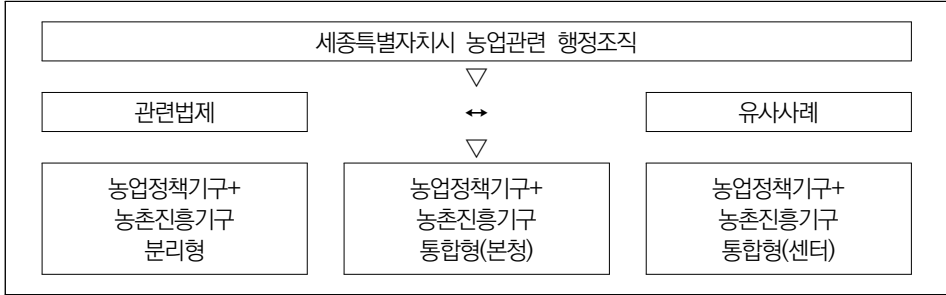 세종특별자치시 농업관련 행정조직
▽
관련법제 ↔ 유사사례
▽
농업정책기구+ 농업정책기구+ 농업정책기구+
농촌진흥기구 농촌진흥기구 농촌진흥기구
분리형 통합형(본청) 통합형(센터)